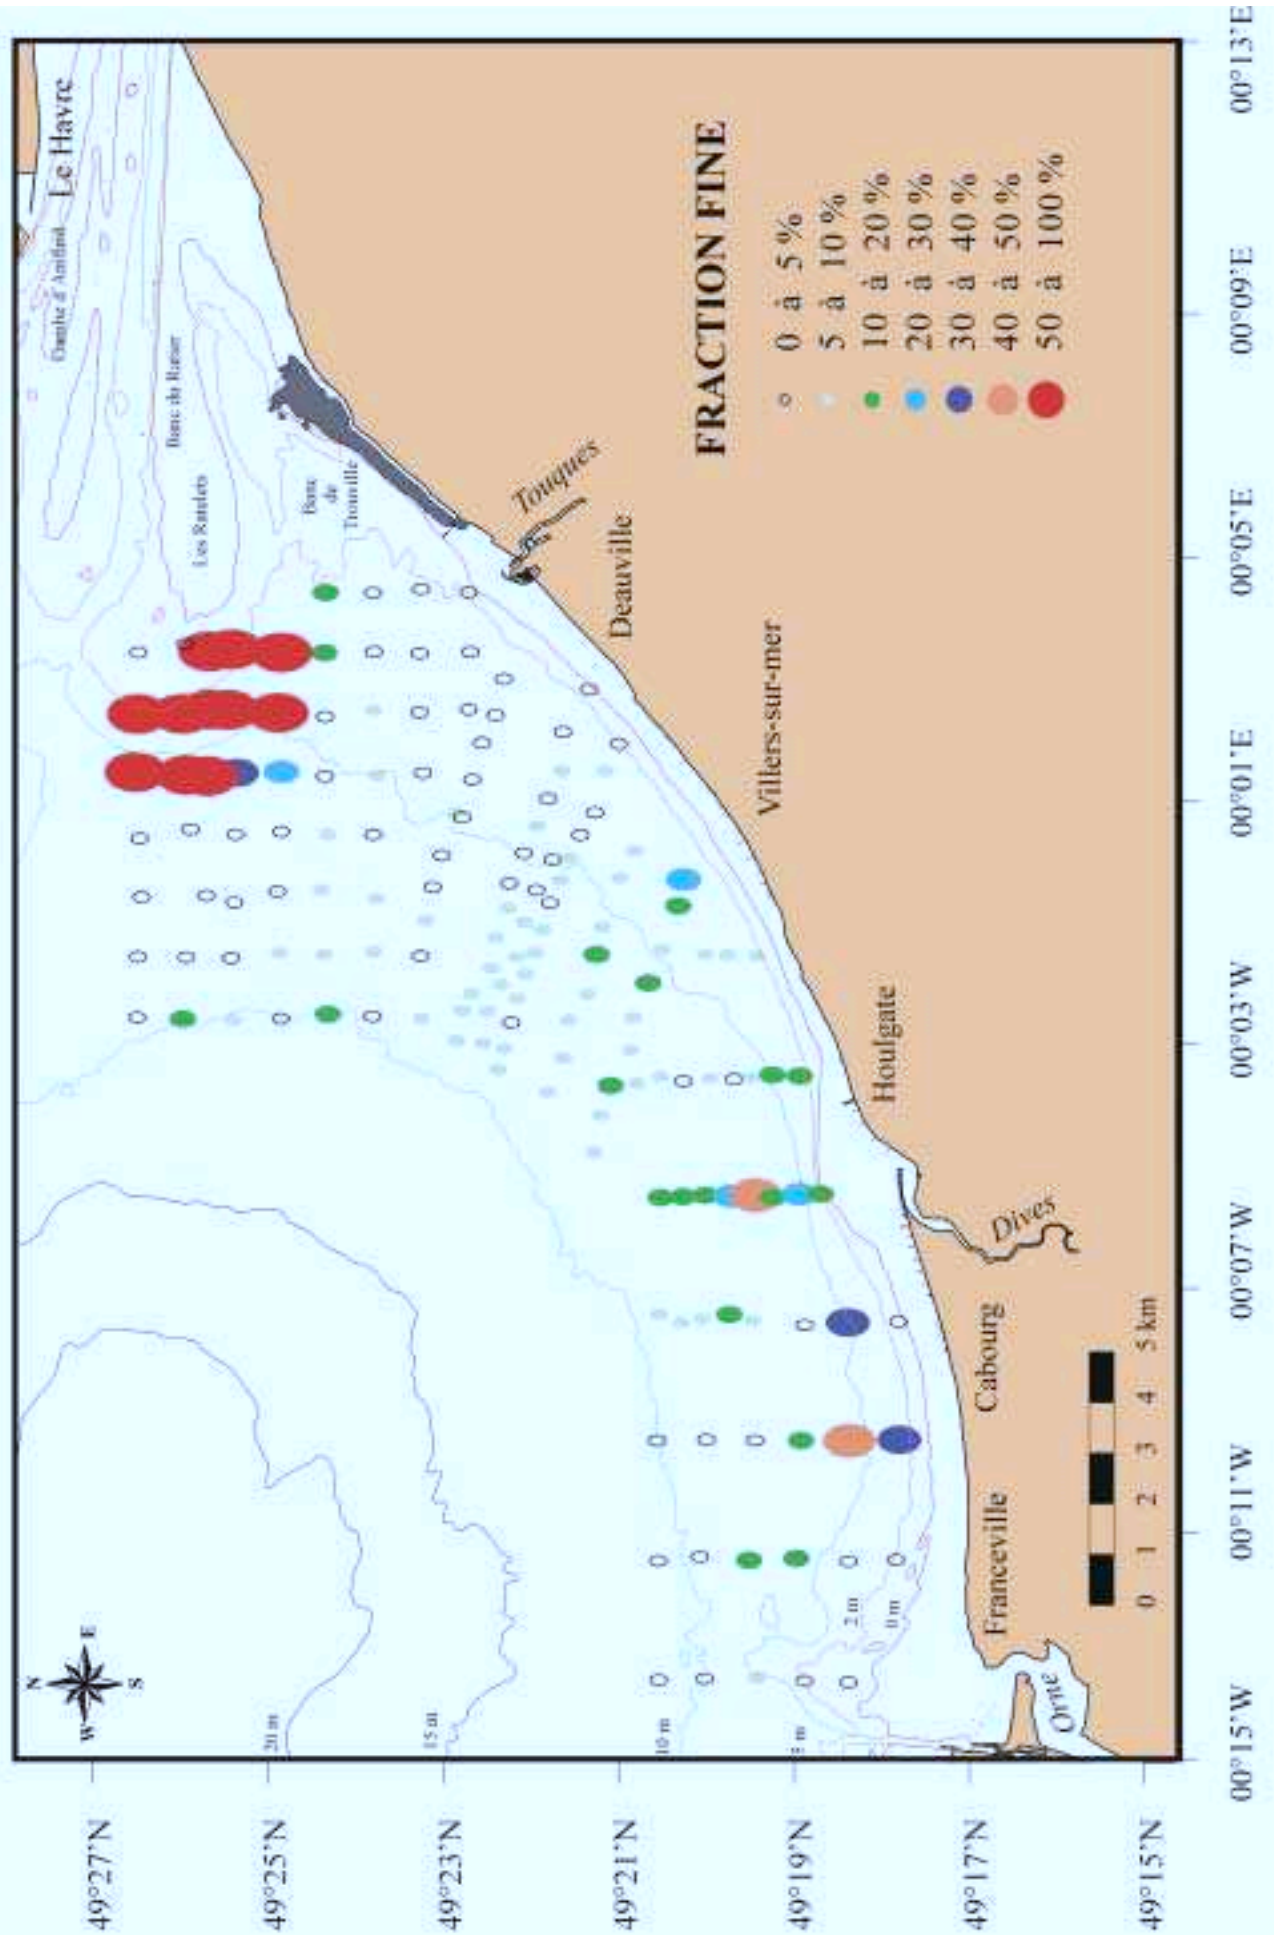 N
W
E
S
Le Havre
Banc du Ratier
Les Ratelets
Banc
de
Trouville
Touques
Deauville
Villers-sur-mer
Houlgate
Dives
Cabourg
Franceville
Orne
20 m
15 m
10 m
5 m
2 m
0 m
FRACTION FINE
0 à 5 %
5 à 10 %
10 à 20 %
20 à 30 %
30 à 40 %
40 à 50 %
50 à 100 %
0 1 2 3 4 5 km
49°27'N
49°25'N
49°23'N
49°21'N
49°19'N
49°17'N
49°15'N
00°15'W
00°11'W
00°07'W
00°03'W
00°01'E
00°05'E
00°09'E
00°13'E